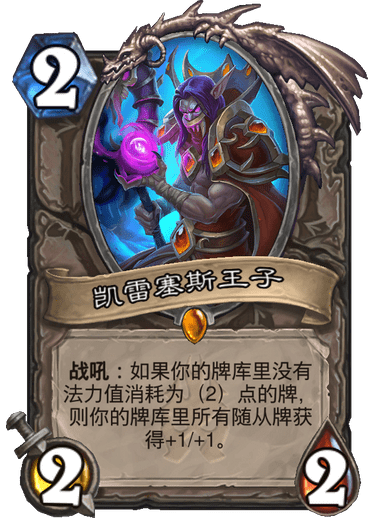 2
凯雷塞斯王子
战吼：如果你的牌库里没有
法力值消耗为（2）点的牌，
则你的牌库里所有随从牌获
得+1/+1。
2
2